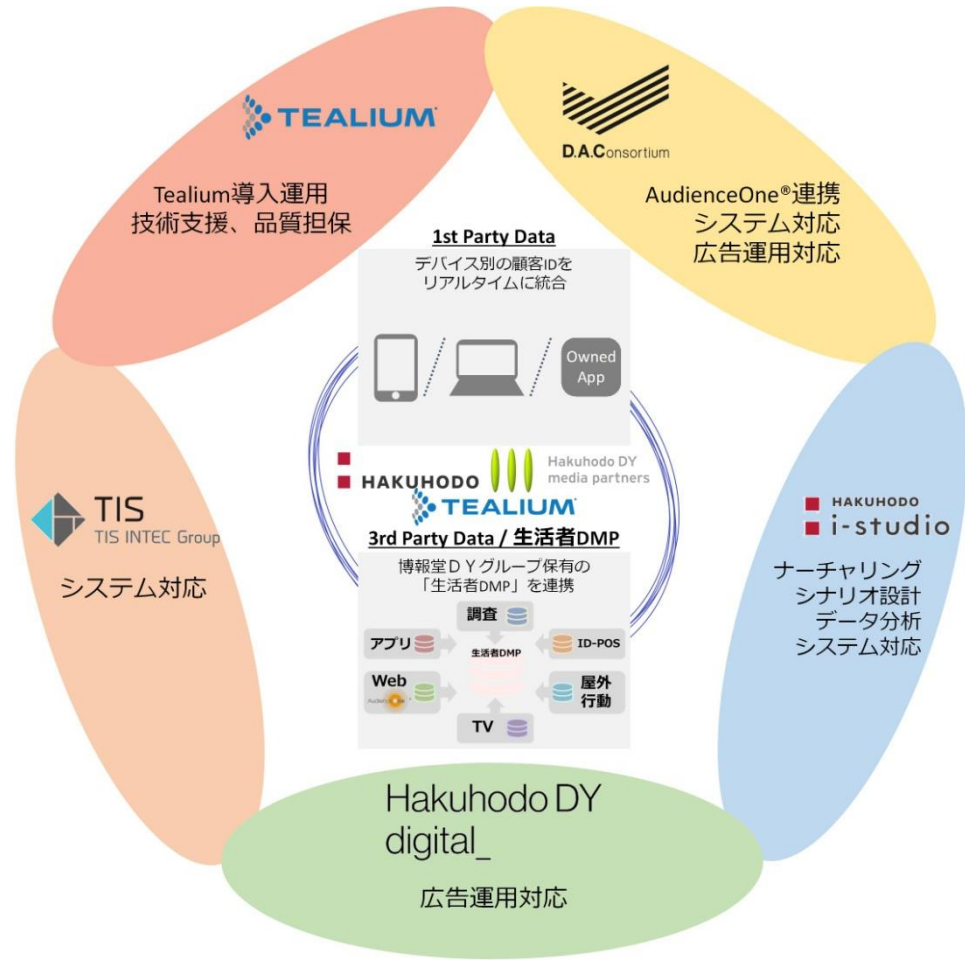 TEALIUM
Tealium導入運用
技術支援、品質担保
D.A.Consortium
AudienceOne®連携
システム対応
広告運用対応
1st Party Data
デバイス別の顧客IDを
リアルタイムに統合
Owned
App
HAKUHODO
Hakuhodo DY
media partners
TEALIUM
3rd Party Data / 生活者DMP
博報堂DYグループ保有の
「生活者DMP」を連携
調査
アプリ
生活者DMP
ID-POS
Web
AudienceOne
屋外
行動
TV
TIS
TIS INTEC Group
システム対応
HAKUHODO
i-studio
ナーチャリング
シナリオ設計
データ分析
システム対応
Hakuhodo DY
digital_
広告運用対応